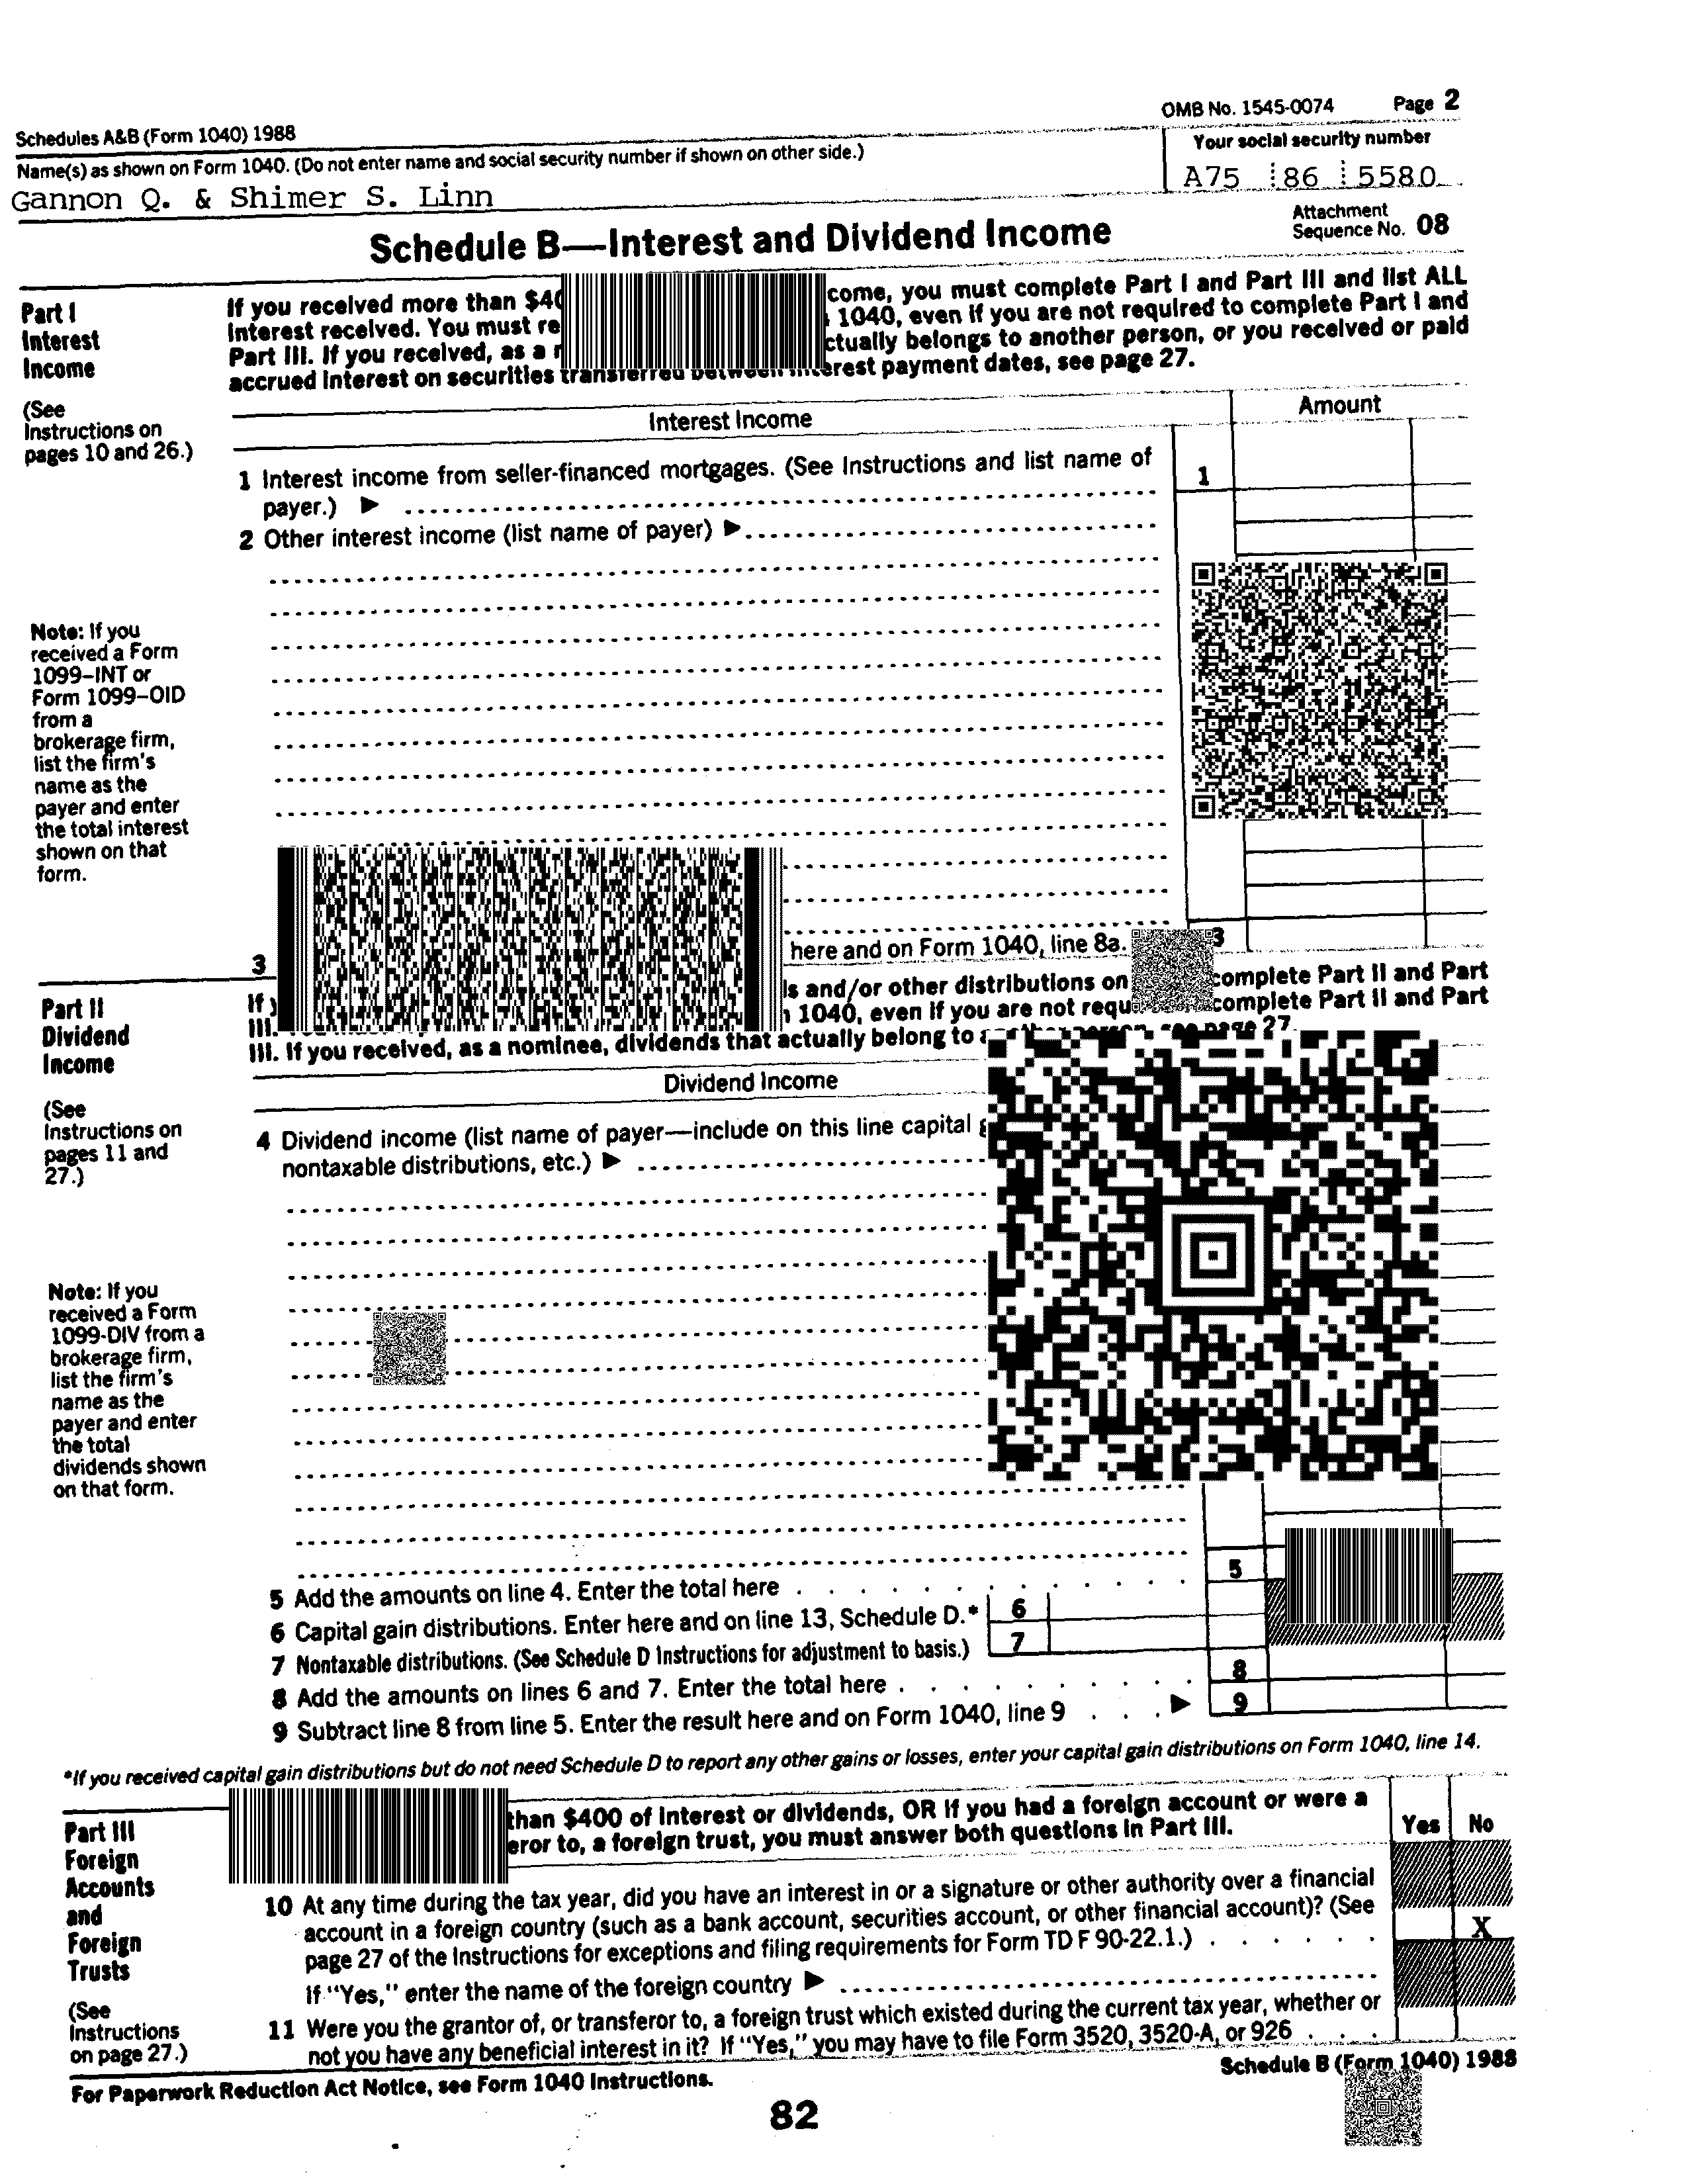 OMB No. 1545-0074 Page 2
Schedules A&B (Form 1040) 1988
Name(s) as shown on Form 1040. (Do not enter name and social security number if shown on other side.)
Your social security number
Gannon Q. & Shimer S. Linn
A75 86 5580
Schedule B—Interest and Dividend Income
Attachment
Sequence No. 08
Part I
Interest
Income
(See
Instructions on
pages 10 and 26.)
If you received more than $40 come, you must complete Part I and Part III and list ALL
interest received. You must re 1040, even if you are not required to complete Part I and
Part III. If you received, as a ctually belongs to another person, or you received or paid
accrued interest on securities transferred between interest payment dates, see page 27.
Interest Income
Amount
1 Interest income from seller-financed mortgages. (See Instructions and list name of
payer.) ▶
1
2 Other interest income (list name of payer) ▶
Note: If you
received a Form
1099–INT or
Form 1099–OID
from a
brokerage firm,
list the firm's
name as the
payer and enter
the total interest
shown on that
form.
3 here and on Form 1040, line 8a. 3
Part II
Dividend
Income
(See
Instructions on
pages 11 and
27.)
If s and/or other distributions on complete Part II and Part
III. 1040, even if you are not requ complete Part II and Part
III. If you received, as a nominee, dividends that actually belong to another person, see page 27.
Dividend Income
4 Dividend income (list name of payer—include on this line capital
nontaxable distributions, etc.) ▶
Note: If you
received a Form
1099-DIV from a
brokerage firm,
list the firm's
name as the
payer and enter
the total
dividends shown
on that form.
5 Add the amounts on line 4. Enter the total here . . . . . . . . . . . 5
6 Capital gain distributions. Enter here and on line 13, Schedule D.* 6
7 Nontaxable distributions. (See Schedule D Instructions for adjustment to basis.) 7
8 Add the amounts on lines 6 and 7. Enter the total here . . . . . . . . . 8
9 Subtract line 8 from line 5. Enter the result here and on Form 1040, line 9 . . . ▶ 9
*If you received capital gain distributions but do not need Schedule D to report any other gains or losses, enter your capital gain distributions on Form 1040, line 14.
Part III
Foreign
Accounts
and
Foreign
Trusts
(See
Instructions
on page 27.)
than $400 of interest or dividends, OR if you had a foreign account or were a
eror to, a foreign trust, you must answer both questions in Part III.
Yes No
10 At any time during the tax year, did you have an interest in or a signature or other authority over a financial
account in a foreign country (such as a bank account, securities account, or other financial account)? (See
page 27 of the Instructions for exceptions and filing requirements for Form TD F 90-22.1.) . . . . . . X
If "Yes," enter the name of the foreign country ▶
11 Were you the grantor of, or transferor to, a foreign trust which existed during the current tax year, whether or
not you have any beneficial interest in it? If "Yes," you may have to file Form 3520, 3520-A, or 926 . . .
For Paperwork Reduction Act Notice, see Form 1040 Instructions.
Schedule B (Form 1040) 1988
82